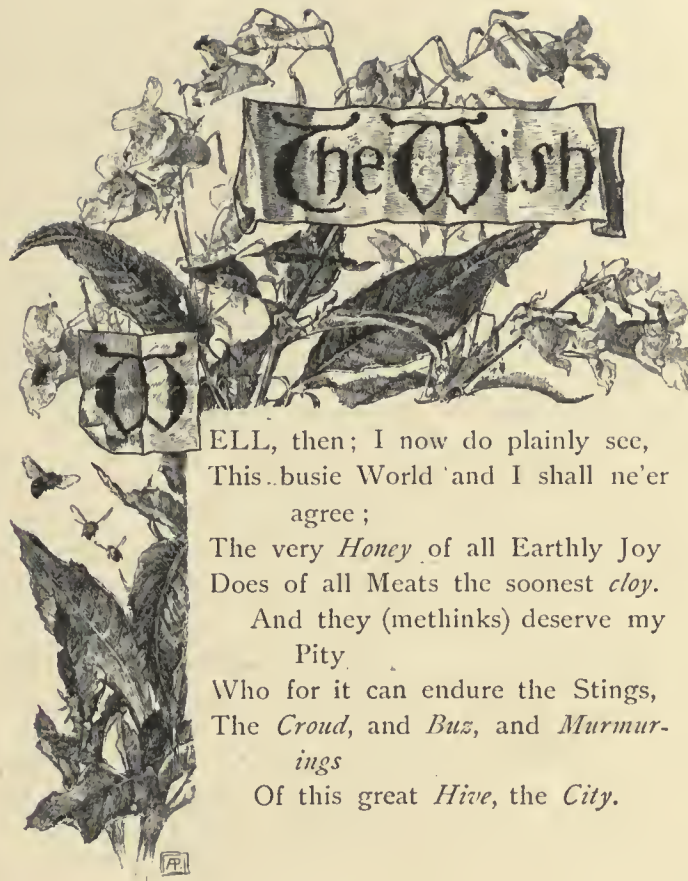 The Wish
WELL, then; I now do plainly see,
This busie World and I shall ne'er
agree;
The very Honey of all Earthly Joy
Does of all Meats the soonest cloy.
And they (methinks) deserve my
Pity
Who for it can endure the Stings,
The Croud, and Buz, and Murmur-
ings
Of this great Hive, the City.
AP